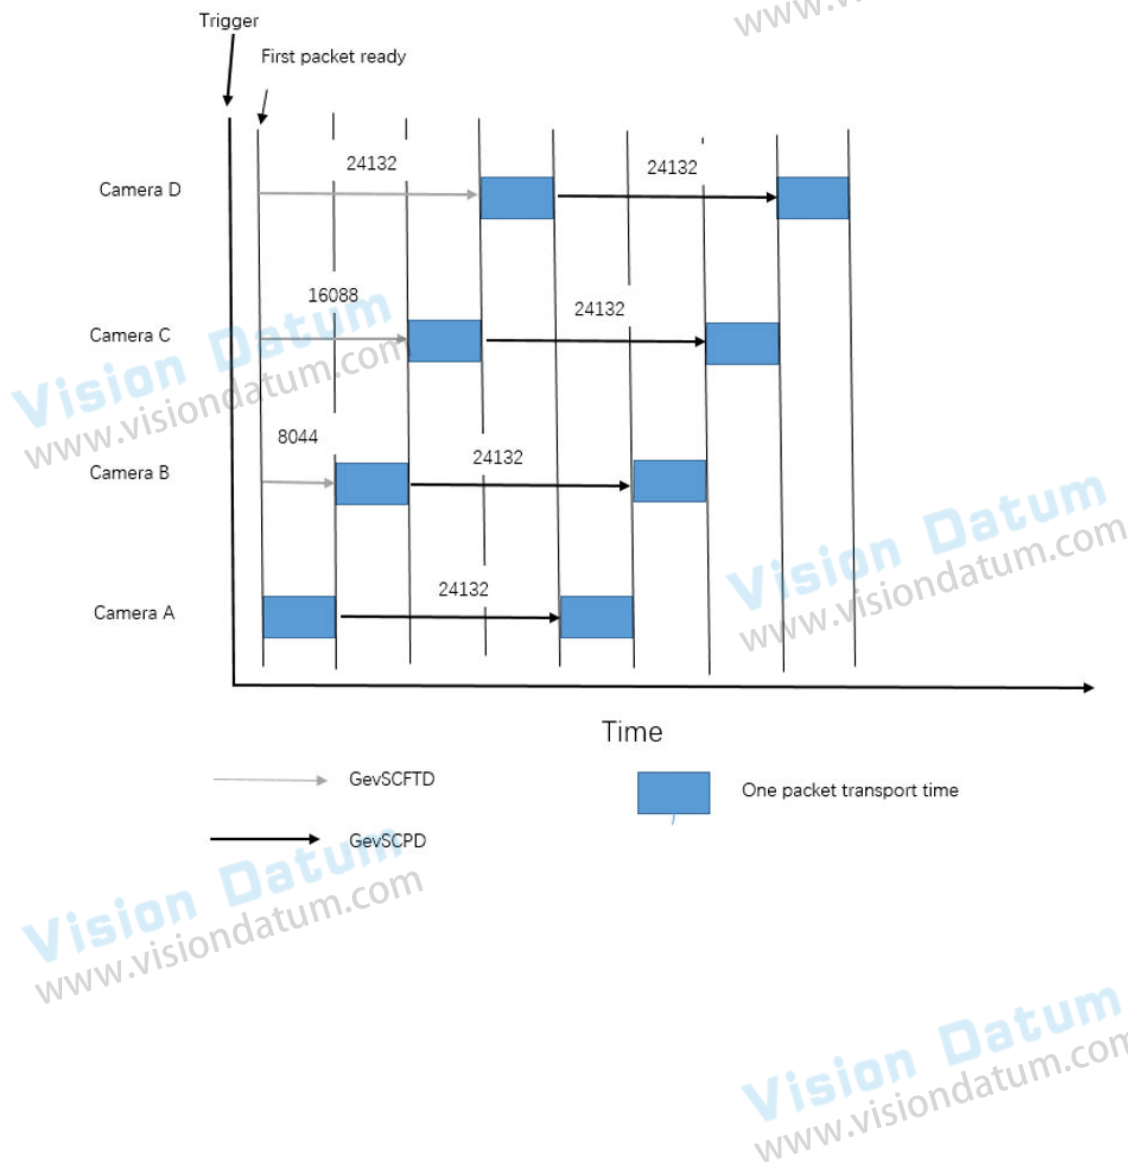 www.vi
Trigger
First packet ready
24132
24132
Camera D
16088
24132
Camera C
Vision Datum
www.visiondatum.com
8044
24132
Camera B
Vision Datum
www.visiondatum.com
24132
Camera A
Time
GevSCFTD
One packet transport time
GevSCPD
Vision Datum
www.visiondatum.com
Vision Datum
www.visiondatum.com